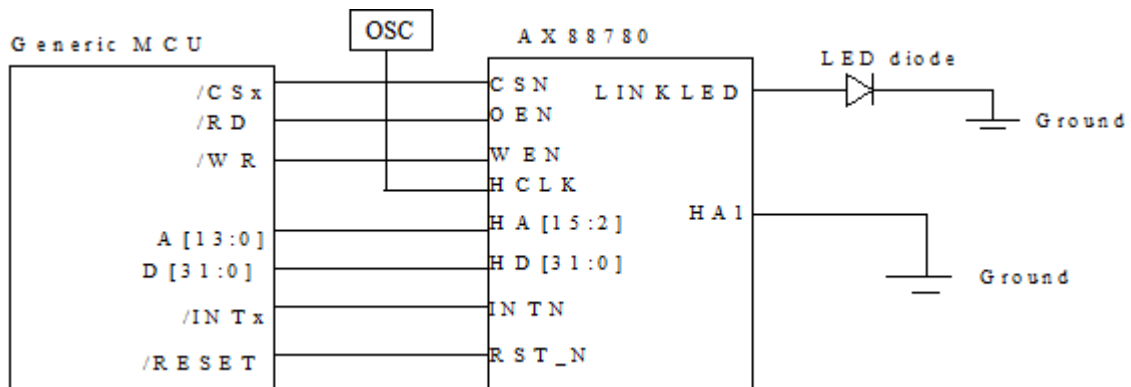 Generic MCU
OSC
AX88780
LED diode
/CSx
CSN
LINKLED
/RD
OEN
Ground
/WR
WEN
HCLK
HA1
A[13:0]
HA[15:2]
D[31:0]
HD[31:0]
Ground
/INTx
INTN
/RESET
RST_N